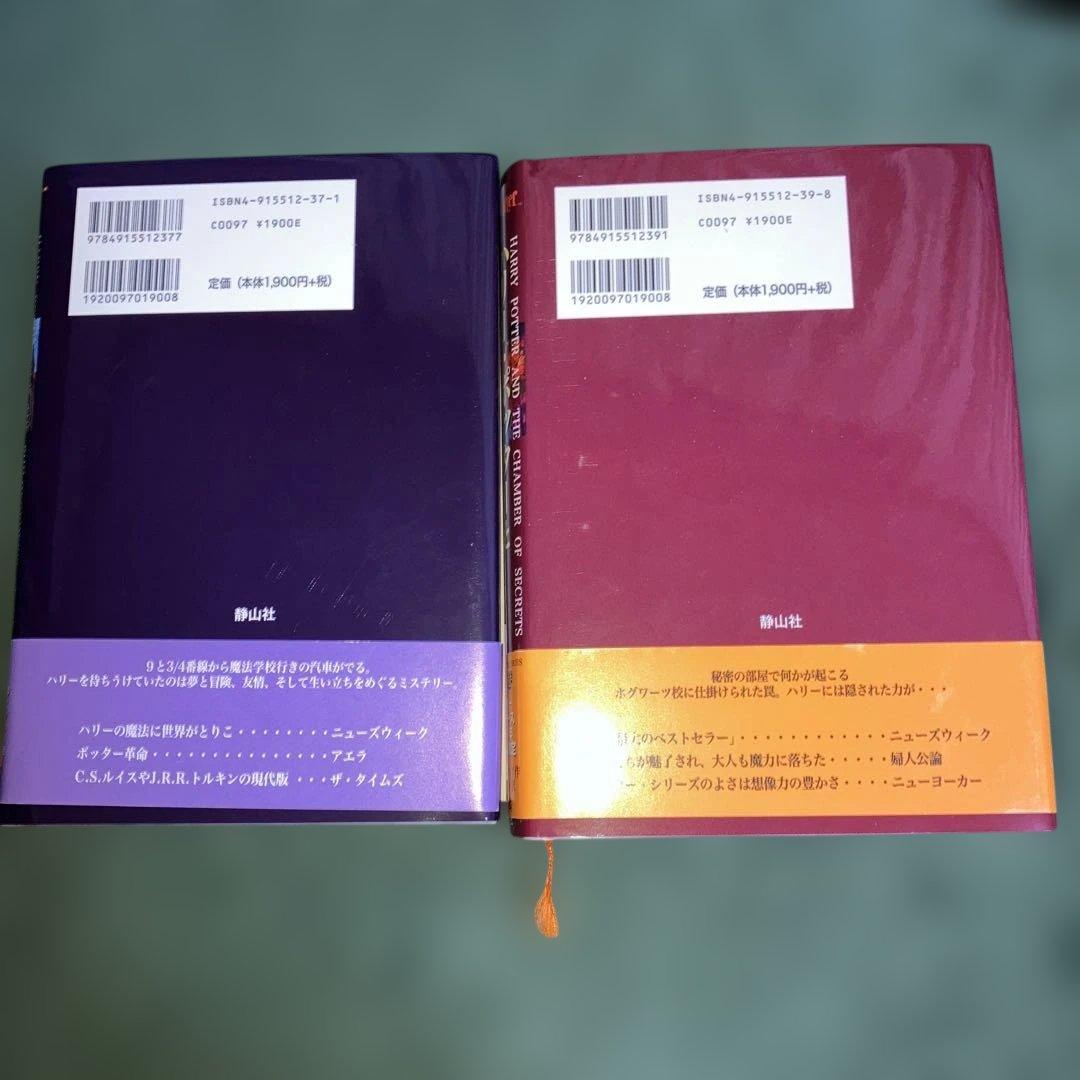 ISBN4-915512-37-1
C0097 ¥1900E
9784915512377
1920097019008
定価（本体1,900円+税）
静山社
9と3/4番線から魔法学校行きの汽車がでる。
ハリーを待ちうけていたのは夢と冒険、友情、そして生い立ちをめぐるミステリー。
ハリーの魔法に世界がとりこ・・・・・・・・ニューズウィーク
ポッター革命・・・・・・・・・・・・・・・アエラ
C.S.ルイスやJ.R.R.トルキンの現代版・・・ザ・タイムズ
HARRY POTTER AND THE CHAMBER OF SECRETS
作
ISBN4-915512-39-8
C0097 ¥1900E
9784915512391
1920097019008
定価（本体1,900円+税）
静山社
秘密の部屋で何かが起こる
ホグワーツ校に仕掛けられた罠。ハリーには隠された力が・・・
のベストセラー」・・・・・・・・・・・・ニューズウィーク
が魅了され、大人も魔力に落ちた・・・・・婦人公論
ー・シリーズのよさは想像力の豊かさ・・・・ニューヨーカー